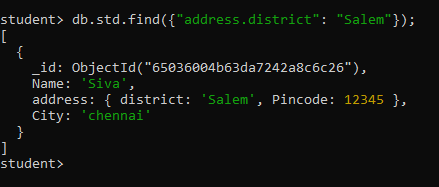 student> db.std.find({"address.district": "Salem"});
[
  {
    _id: ObjectId("65036004b63da7242a8c6c26"),
    Name: 'Siva',
    address: { district: 'Salem', Pincode: 12345 },
    City: 'chennai'
  }
]
student>